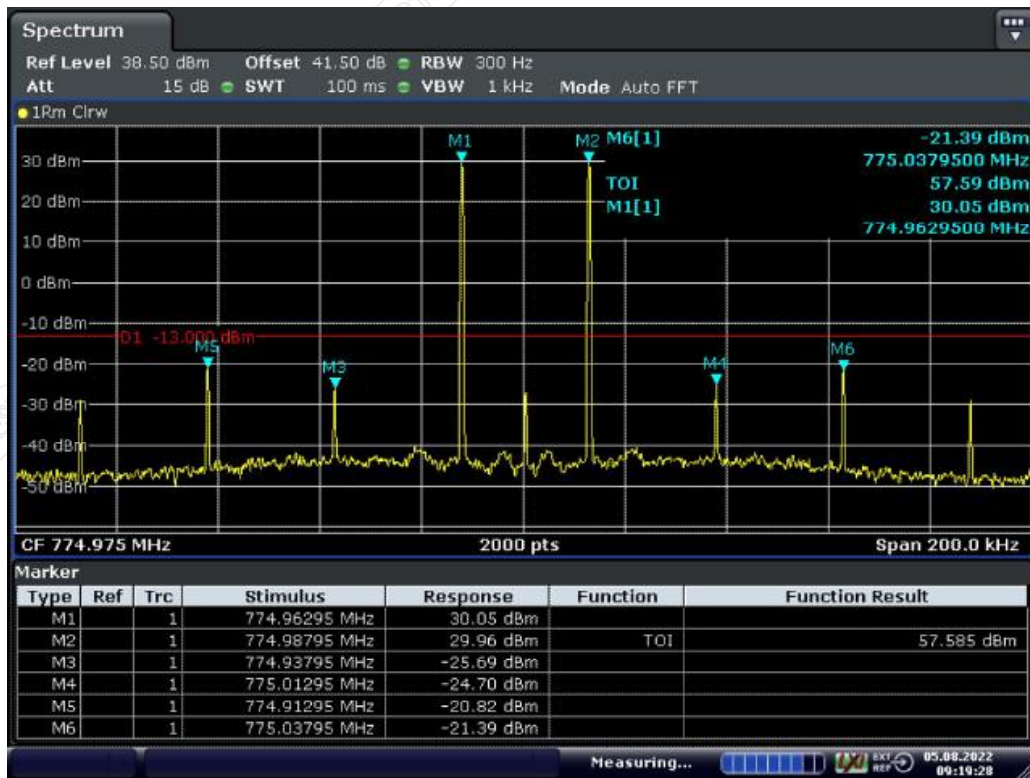 Spectrum
Ref Level 38.50 dBm Offset 41.50 dB RBW 300 Hz
Att 15 dB SWT 100 ms VBW 1 kHz Mode Auto FFT
1Rm Clrw
M1 M2 M6[1] -21.39 dBm
775.0379500 MHz
TOI 57.59 dBm
M1[1] 30.05 dBm
774.9629500 MHz
30 dBm
20 dBm
10 dBm
0 dBm
-10 dBm
D1 -13.000 dBm
M5 M3 M4 M6
-20 dBm
-30 dBm
-40 dBm
-50 dBm
CF 774.975 MHz 2000 pts Span 200.0 kHz
Marker
Type Ref Trc Stimulus Response Function Function Result
M1 1 774.96295 MHz 30.05 dBm
M2 1 774.98795 MHz 29.96 dBm TOI 57.585 dBm
M3 1 774.93795 MHz -25.69 dBm
M4 1 775.01295 MHz -24.70 dBm
M5 1 774.91295 MHz -20.82 dBm
M6 1 775.03795 MHz -21.39 dBm
Measuring... LXI EXT REF 05.08.2022
09:19:28